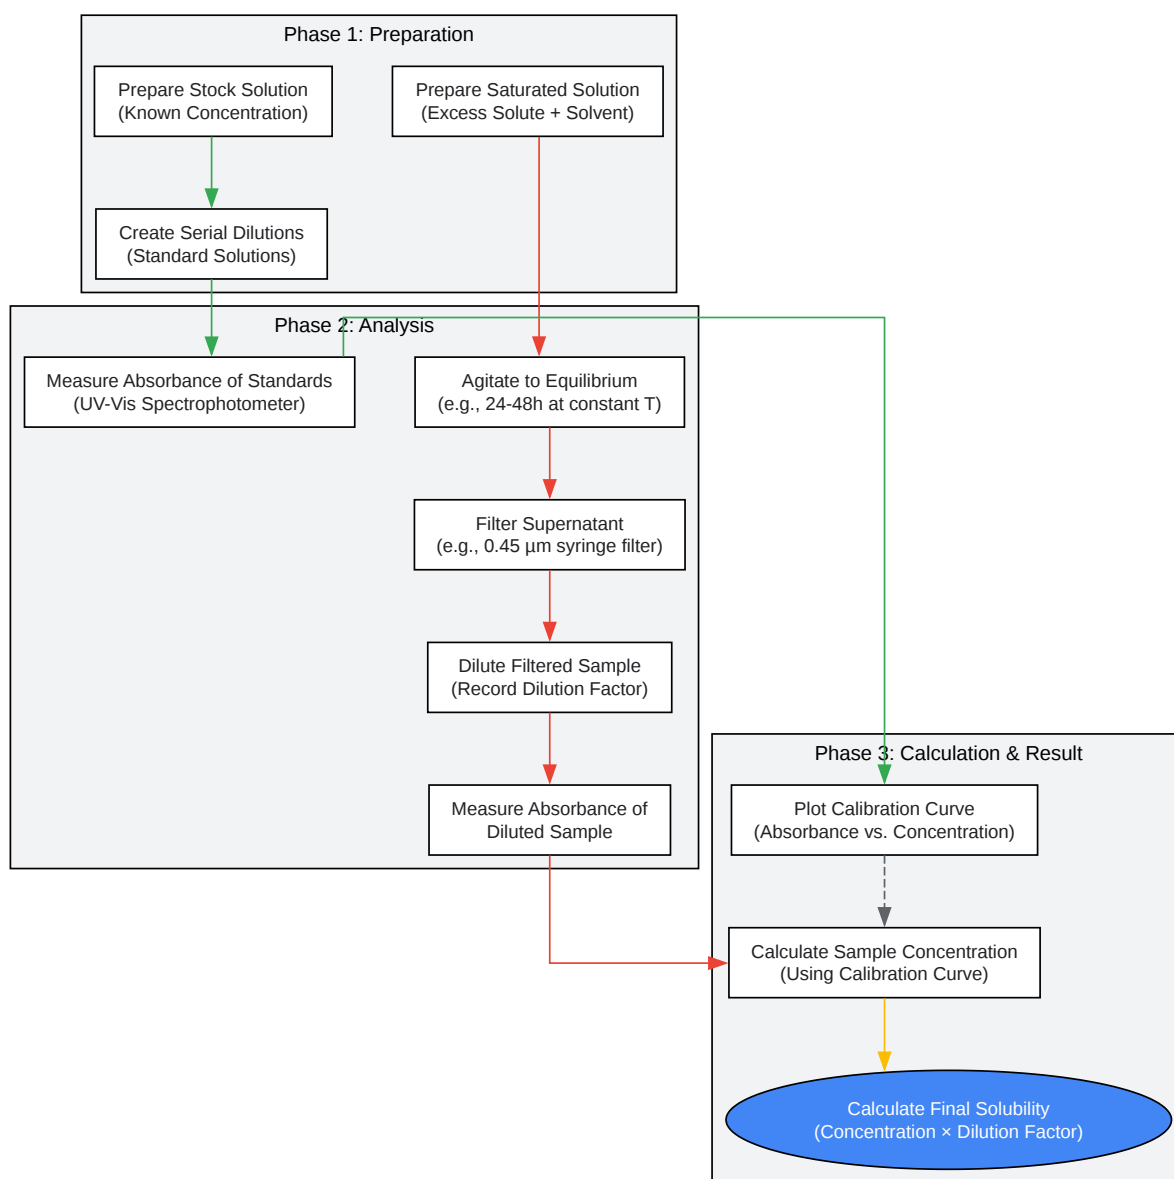 Phase 1: Preparation
Prepare Stock Solution
(Known Concentration)
Prepare Saturated Solution
(Excess Solute + Solvent)
Create Serial Dilutions
(Standard Solutions)
Phase 2: Analysis
Measure Absorbance of Standards
(UV-Vis Spectrophotometer)
Agitate to Equilibrium
(e.g., 24-48h at constant T)
Filter Supernatant
(e.g., 0.45 µm syringe filter)
Dilute Filtered Sample
(Record Dilution Factor)
Measure Absorbance of
Diluted Sample
Phase 3: Calculation & Result
Plot Calibration Curve
(Absorbance vs. Concentration)
Calculate Sample Concentration
(Using Calibration Curve)
Calculate Final Solubility
(Concentration × Dilution Factor)